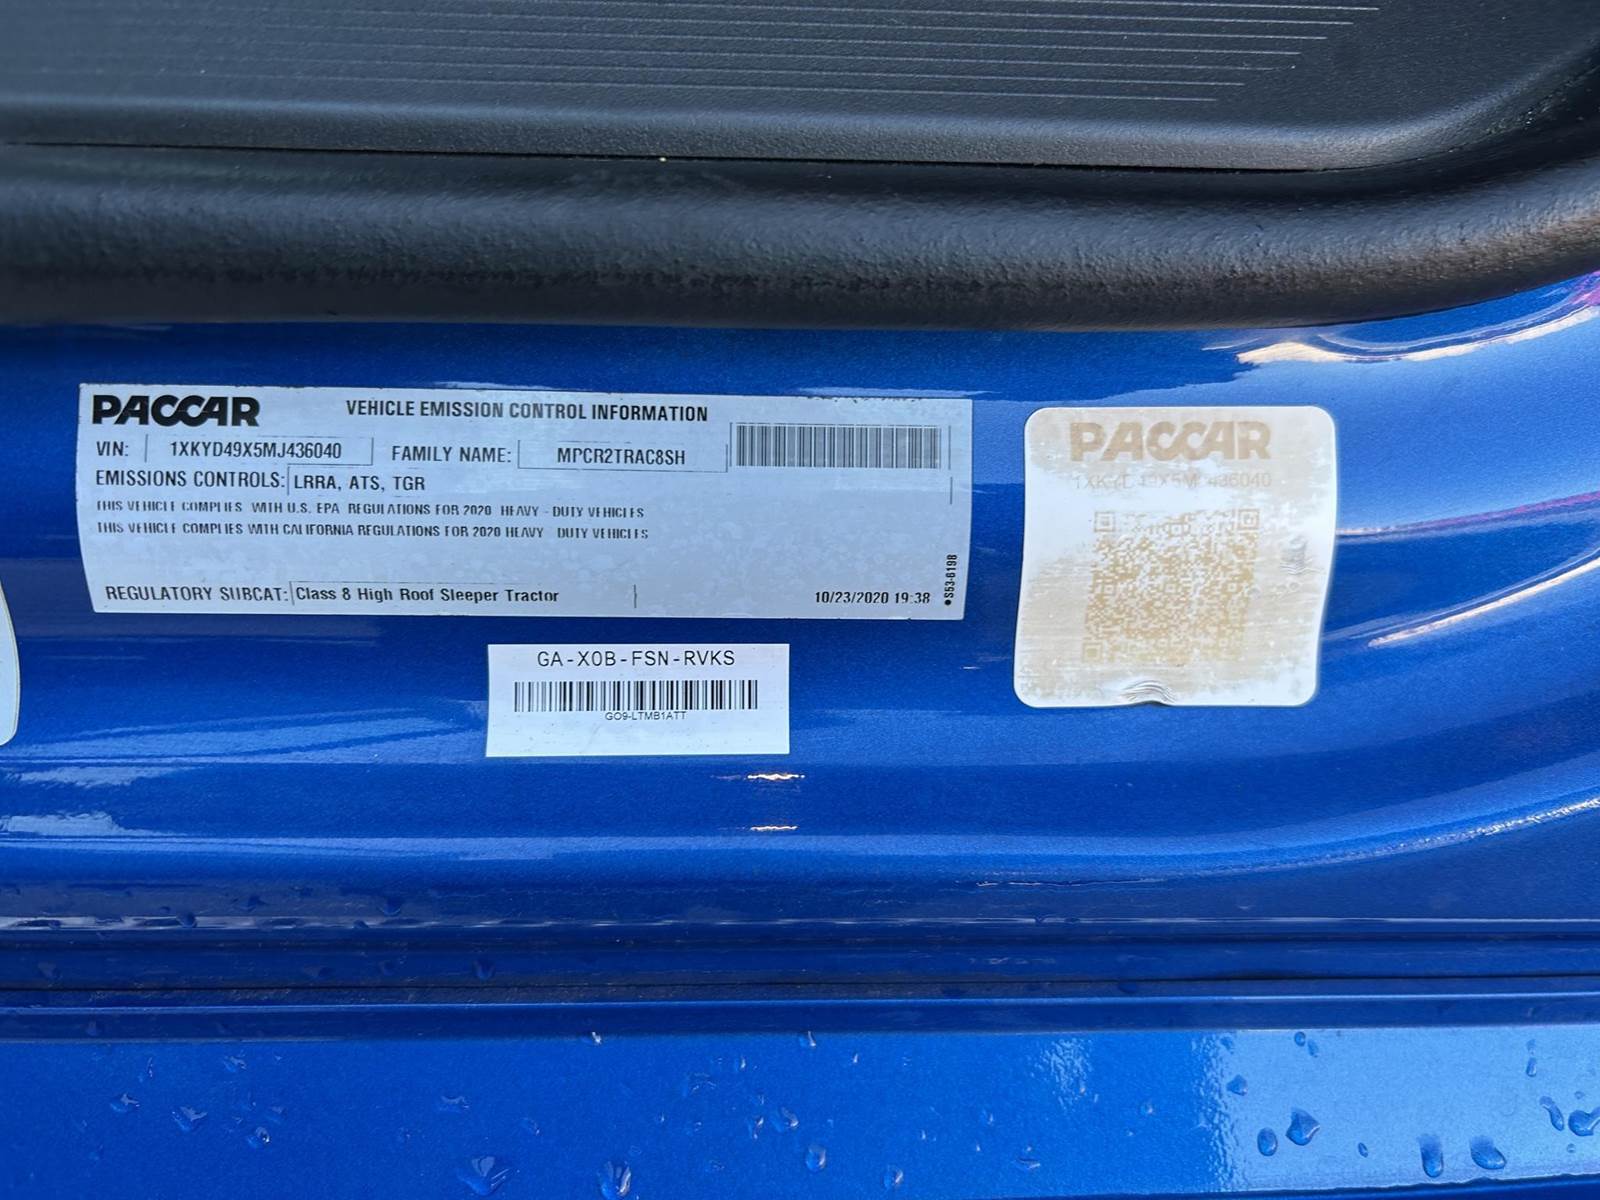 PACCAR VEHICLE EMISSION CONTROL INFORMATION
VIN: 1XKYD49X5MJ436040 FAMILY NAME: MPCR2TRAC8SH
EMISSIONS CONTROLS: LRRA, ATS, TGR
THIS VEHICLE COMPLIES WITH U.S. EPA REGULATIONS FOR 2020 HEAVY - DUTY VEHICLES
THIS VEHICLE COMPLIES WITH CALIFORNIA REGULATIONS FOR 2020 HEAVY DUTY VEHICLES
REGULATORY SUBCAT: Class 8 High Roof Sleeper Tractor 10/23/2020 19:38
S53-6198
PACCAR
1XKYD49X5MJ436040
GA-X0B-FSN-RVKS
GO9-LTMB1ATT